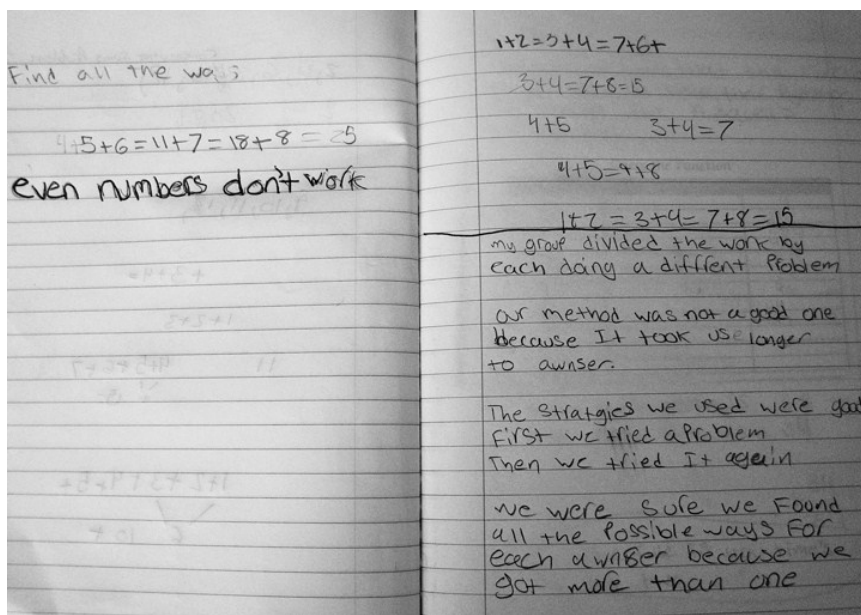 Find all the ways
4+5+6=11+7=18+8=25
even numbers don't work
1+2=3+4=7+6+
3+4=7+8=15
4+5 3+4=7
4+5=9+8
1+2=3+4=7+8=15
my group divided the work by
each doing a diffrent Problem
our method was not a good one
because It took us longer
to awnser.
The stratgies we used were good
First we tried a Problem
Then we tried It again
we were sure we Found
all the Possible ways For
each awnser because we
got more than one